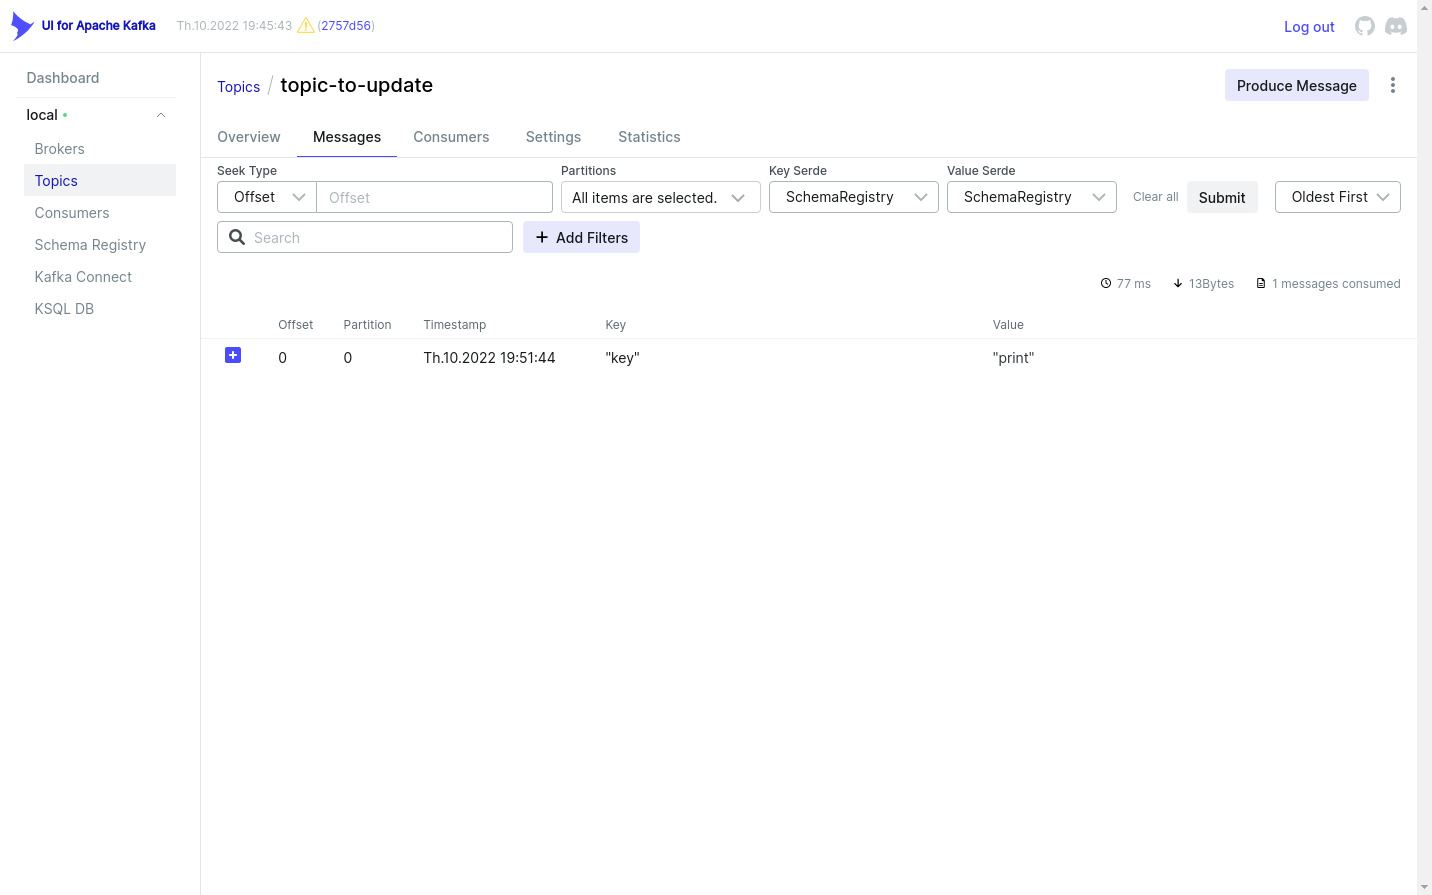 UI for Apache Kafka Th.10.2022 19:45:43 (2757d56) Log out
Dashboard
local
Brokers
Topics
Consumers
Schema Registry
Kafka Connect
KSQL DB
Topics / topic-to-update Produce Message
Overview Messages Consumers Settings Statistics
Seek Type Partitions Key Serde Value Serde
Offset Offset All items are selected. SchemaRegistry SchemaRegistry Clear all Submit Oldest First
Search Add Filters
77 ms 13Bytes 1 messages consumed
Offset Partition Timestamp Key Value
0 0 Th.10.2022 19:51:44 "key" "print"